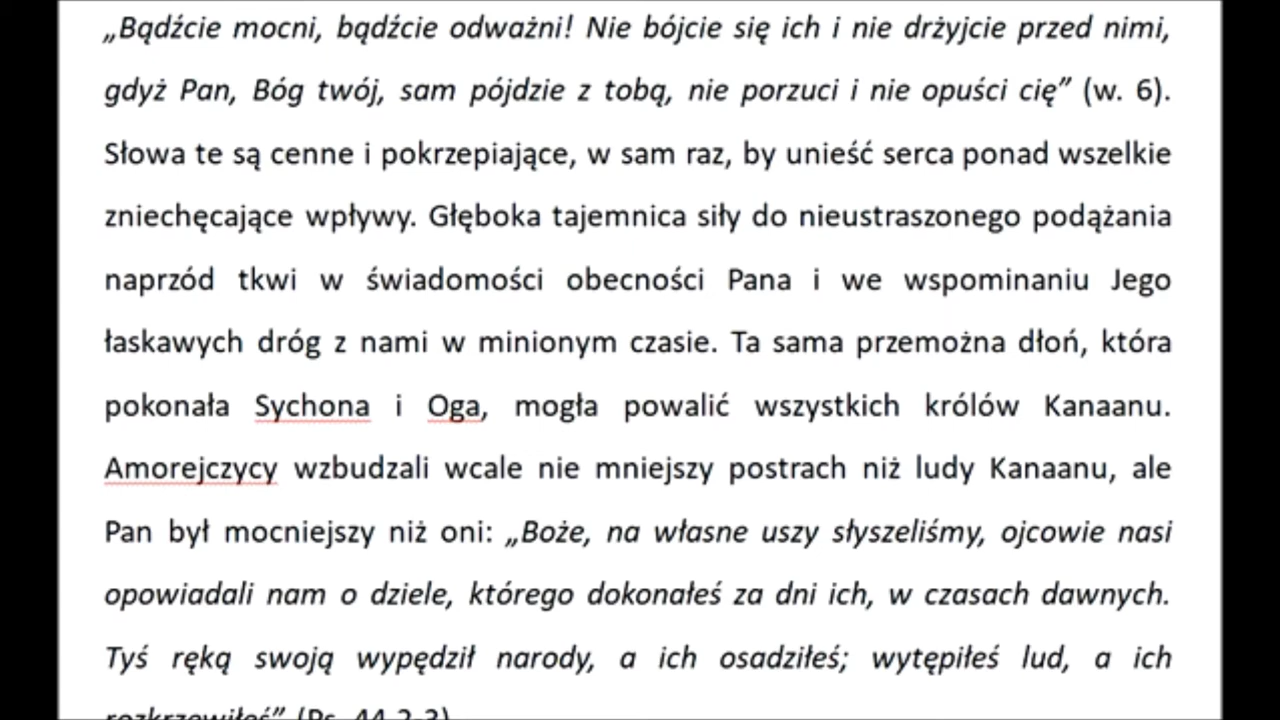 „Bądźcie mocni, bądźcie odważni! Nie bójcie się ich i nie drżyjcie przed nimi,
gdyż Pan, Bóg twój, sam pójdzie z tobą, nie porzuci i nie opuści cię” (w. 6).
Słowa te są cenne i pokrzepiające, w sam raz, by unieść serca ponad wszelkie
zniechęcające wpływy. Głęboka tajemnica siły do nieustraszonego podążania
naprzód tkwi w świadomości obecności Pana i we wspominaniu Jego
łaskawych dróg z nami w minionym czasie. Ta sama przemożna dłoń, która
pokonała Sychona i Oga, mogła powalić wszystkich królów Kanaanu.
Amorejczycy wzbudzali wcale nie mniejszy postrach niż ludy Kanaanu, ale
Pan był mocniejszy niż oni: „Boże, na własne uszy słyszeliśmy, ojcowie nasi
opowiadali nam o dziele, którego dokonałeś za dni ich, w czasach dawnych.
Tyś ręką swoją wypędził narody, a ich osadziłeś; wytępiłeś lud, a ich
rozkrzewiłeś” (Ps. 44,2-3).